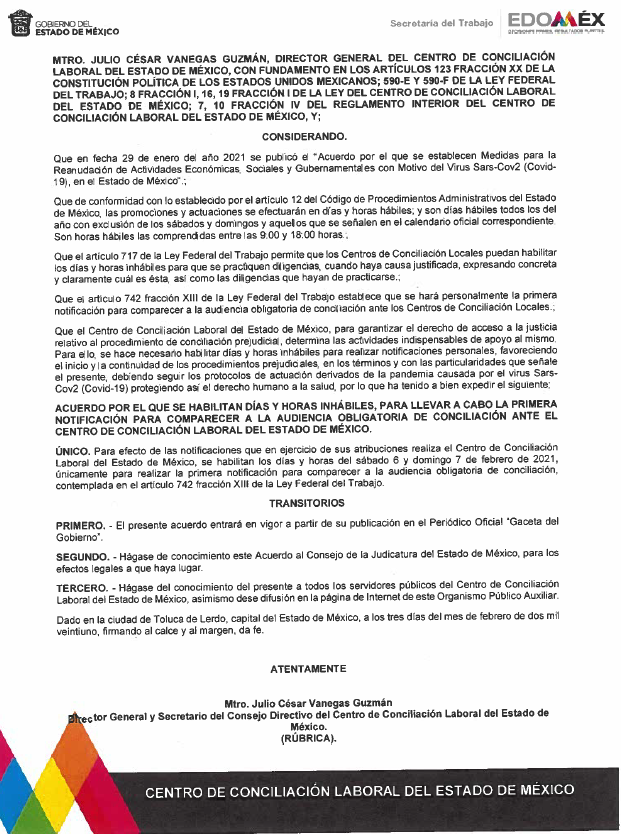 GOBIERNO DEL
ESTADO DE MÉXICO
Secretaría del Trabajo
EDOMÉX
DECISIONES FIRMES, RESULTADOS FUERTES.
MTRO. JULIO CÉSAR VANEGAS GUZMÁN, DIRECTOR GENERAL DEL CENTRO DE CONCILIACIÓN
LABORAL DEL ESTADO DE MÉXICO, CON FUNDAMENTO EN LOS ARTÍCULOS 123 FRACCIÓN XX DE LA
CONSTITUCIÓN POLÍTICA DE LOS ESTADOS UNIDOS MEXICANOS; 590-E Y 590-F DE LA LEY FEDERAL
DEL TRABAJO; 8 FRACCIÓN I, 16, 19 FRACCIÓN I DE LA LEY DEL CENTRO DE CONCILIACIÓN LABORAL
DEL ESTADO DE MÉXICO; 7, 10 FRACCIÓN IV DEL REGLAMENTO INTERIOR DEL CENTRO DE
CONCILIACIÓN LABORAL DEL ESTADO DE MÉXICO, Y;
CONSIDERANDO.
Que en fecha 29 de enero del año 2021 se publicó el "Acuerdo por el que se establecen Medidas para la
Reanudación de Actividades Económicas, Sociales y Gubernamentales con Motivo del Virus Sars-Cov2 (Covid-
19), en el Estado de México".;
Que de conformidad con lo establecido por el artículo 12 del Código de Procedimientos Administrativos del Estado
de México, las promociones y actuaciones se efectuarán en días y horas hábiles; y son días hábiles todos los del
año con exclusión de los sábados y domingos y aquellos que se señalen en el calendario oficial correspondiente.
Son horas hábiles las comprendidas entre las 9:00 y 18:00 horas.;
Que el artículo 717 de la Ley Federal del Trabajo permite que los Centros de Conciliación Locales puedan habilitar
los días y horas inhábiles para que se practiquen diligencias, cuando haya causa justificada, expresando concreta
y claramente cuál es ésta, así como las diligencias que hayan de practicarse.;
Que el artículo 742 fracción XIII de la Ley Federal del Trabajo establece que se hará personalmente la primera
notificación para comparecer a la audiencia obligatoria de conciliación ante los Centros de Conciliación Locales.;
Que el Centro de Conciliación Laboral del Estado de México, para garantizar el derecho de acceso a la justicia
relativo al procedimiento de conciliación prejudicial, determina las actividades indispensables de apoyo al mismo.
Para ello, se hace necesario habilitar días y horas inhábiles para realizar notificaciones personales, favoreciendo
el inicio y la continuidad de los procedimientos prejudiciales, en los términos y con las particularidades que señale
el presente, debiendo seguir los protocolos de actuación derivados de la pandemia causada por el virus Sars-
Cov2 (Covid-19) protegiendo así el derecho humano a la salud, por lo que ha tenido a bien expedir el siguiente;
ACUERDO POR EL QUE SE HABILITAN DÍAS Y HORAS INHÁBILES, PARA LLEVAR A CABO LA PRIMERA
NOTIFICACIÓN PARA COMPARECER A LA AUDIENCIA OBLIGATORIA DE CONCILIACIÓN ANTE EL
CENTRO DE CONCILIACIÓN LABORAL DEL ESTADO DE MÉXICO.
ÚNICO. Para efecto de las notificaciones que en ejercicio de sus atribuciones realiza el Centro de Conciliación
Laboral del Estado de México, se habilitan los días y horas del sábado 6 y domingo 7 de febrero de 2021,
únicamente para realizar la primera notificación para comparecer a la audiencia obligatoria de conciliación,
contemplada en el artículo 742 fracción XIII de la Ley Federal del Trabajo.
TRANSITORIOS
PRIMERO. - El presente acuerdo entrará en vigor a partir de su publicación en el Periódico Oficial "Gaceta del
Gobierno".
SEGUNDO. - Hágase de conocimiento este Acuerdo al Consejo de la Judicatura del Estado de México, para los
efectos legales a que haya lugar.
TERCERO. - Hágase del conocimiento del presente a todos los servidores públicos del Centro de Conciliación
Laboral del Estado de México, asimismo dese difusión en la página de Internet de este Organismo Público Auxiliar.
Dado en la ciudad de Toluca de Lerdo, capital del Estado de México, a los tres días del mes de febrero de dos mil
veintiuno, firmando al calce y al margen, da fe.
ATENTAMENTE
Mtro. Julio César Vanegas Guzmán
Director General y Secretario del Consejo Directivo del Centro de Conciliación Laboral del Estado de
México.
(RÚBRICA).
CENTRO DE CONCILIACIÓN LABORAL DEL ESTADO DE MÉXICO